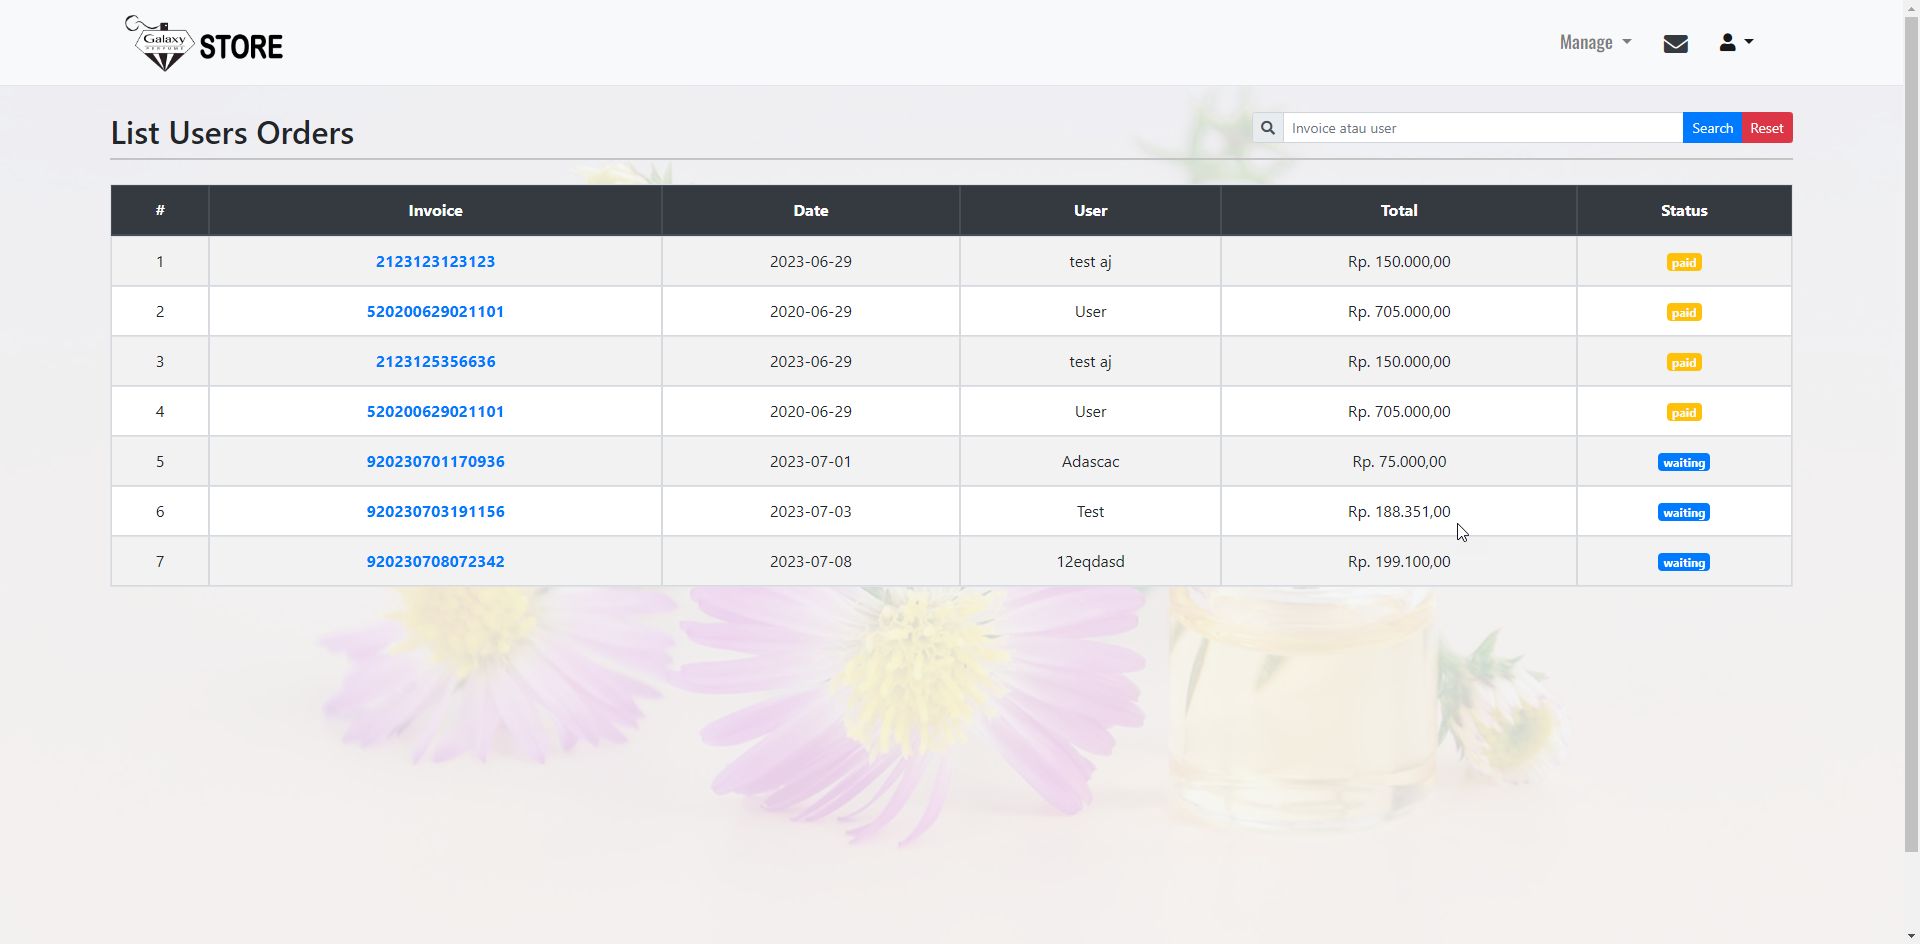 Galaxy
PERFUME
STORE
Manage
List Users Orders
Invoice atau user
Search
Reset
# Invoice Date User Total Status
1 2123123123123 2023-06-29 test aj Rp. 150.000,00 paid
2 520200629021101 2020-06-29 User Rp. 705.000,00 paid
3 2123125356636 2023-06-29 test aj Rp. 150.000,00 paid
4 520200629021101 2020-06-29 User Rp. 705.000,00 paid
5 920230701170936 2023-07-01 Adascac Rp. 75.000,00 waiting
6 920230703191156 2023-07-03 Test Rp. 188.351,00 waiting
7 920230708072342 2023-07-08 12eqdasd Rp. 199.100,00 waiting